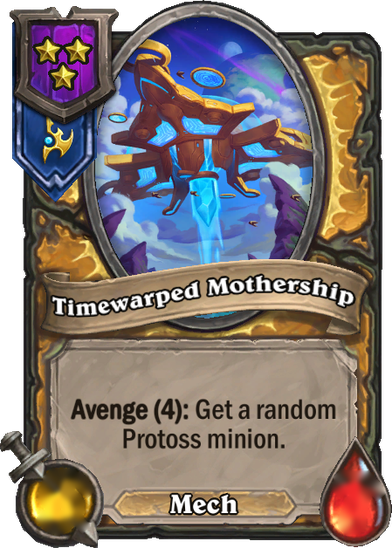 Timewarped Mothership
Avenge (4): Get a random
Protoss minion.
Mech